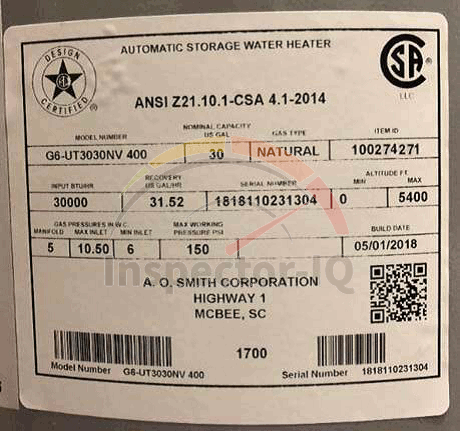 DESIGN CERTIFIED
AUTOMATIC STORAGE WATER HEATER
ANSI Z21.10.1-CSA 4.1-2014
LLC
MODEL NUMBER NOMINAL CAPACITY US GAL GAS TYPE ITEM ID
G6-UT3030NV 400 30 NATURAL 100274271
INPUT BTU/HR RECOVERY US GAL/HR SERIAL NUMBER ALTITUDE FT MAX
30000 31.52 1818110231304 0 5400
GAS PRESSURES IN W.C. MANIFOLD MAX INLET MIN INLET MAX WORKING PRESSURE PSI BUILD DATE
5 10.50 6 150 05/01/2018
Inspector-IQ
A. O. SMITH CORPORATION
HIGHWAY 1
MCBEE, SC
1700
Model Number G6-UT3030NV 400 Serial Number 1818110231304